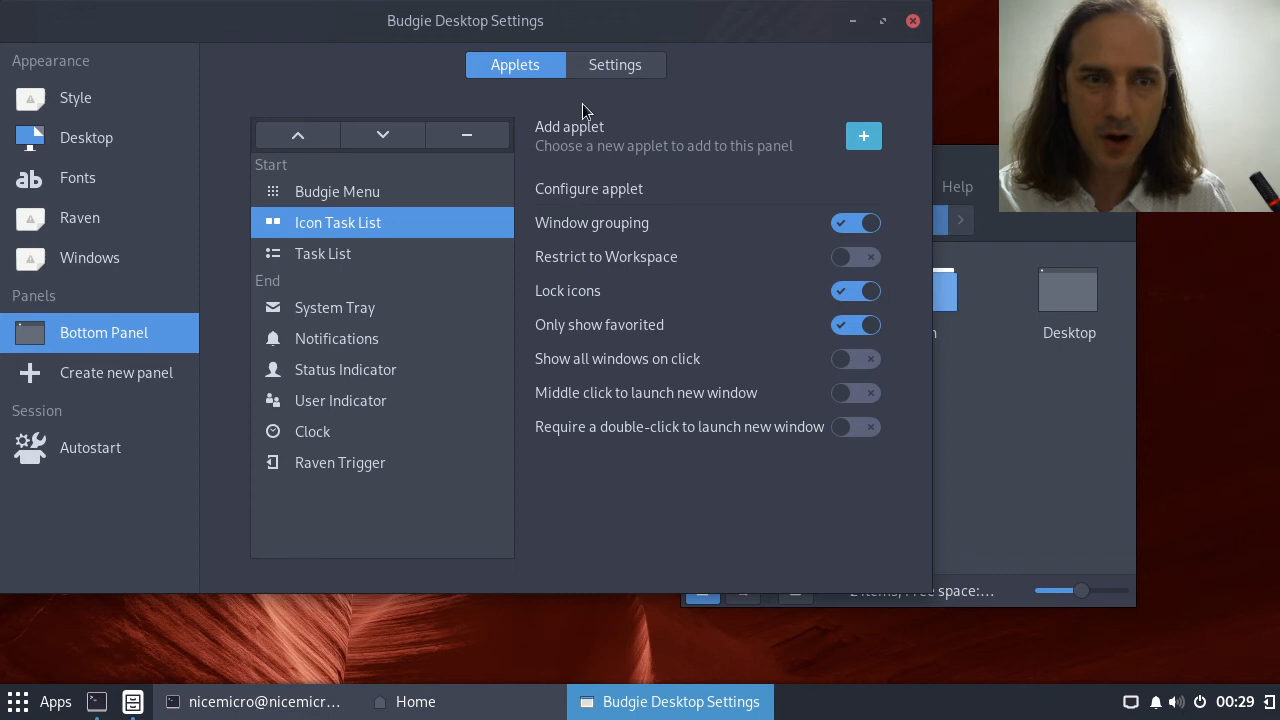 Budgie Desktop Settings
Appearance
Style
Desktop
Fonts
Raven
Windows
Panels
Bottom Panel
Create new panel
Session
Autostart
Applets
Settings
Start
Budgie Menu
Icon Task List
Task List
End
System Tray
Notifications
Status Indicator
User Indicator
Clock
Raven Trigger
Add applet
Choose a new applet to add to this panel
Configure applet
Window grouping
Restrict to Workspace
Lock icons
Only show favorited
Show all windows on click
Middle click to launch new window
Require a double-click to launch new window
Help
Desktop
Apps
nicemicro@nicemicr...
Home
Budgie Desktop Settings
00:29